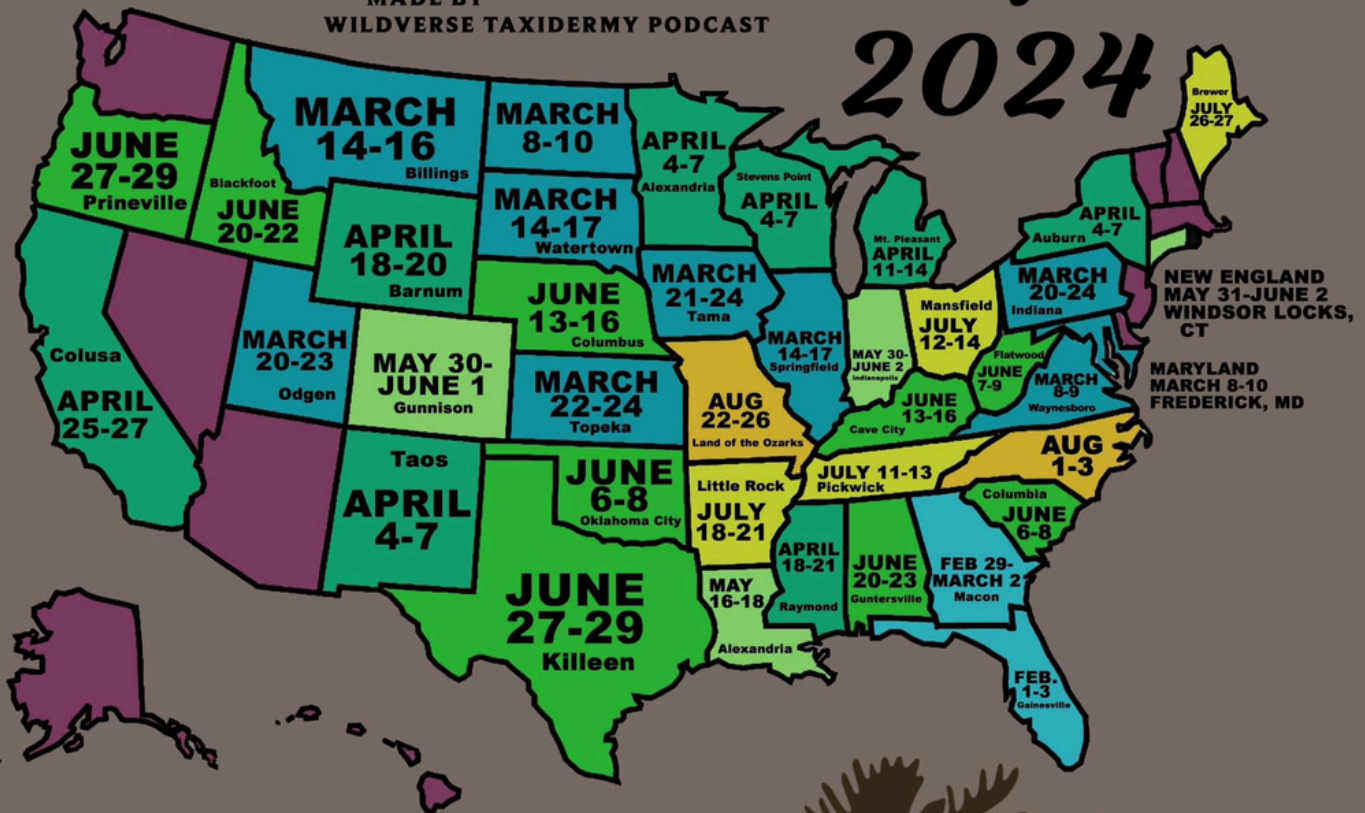 WILDVERSE TAXIDERMY PODCAST
2024
JUNE
27-29
Prineville
Blackfoot
JUNE
20-22
MARCH
14-16
Billings
MARCH
8-10
APRIL
4-7
Alexandria
Stevens Point
APRIL
4-7
Mt. Pleasant
APRIL
11-14
APRIL
4-7
Auburn
Brewer
JULY
26-27
APRIL
18-20
Barnum
MARCH
14-17
Watertown
JUNE
13-16
Columbus
MARCH
21-24
Tama
MARCH
14-17
Springfield
MAY 30-
JUNE 2
Indianapolis
Mansfield
JULY
12-14
MARCH
20-24
Indiana
NEW ENGLAND
MAY 31-JUNE 2
WINDSOR LOCKS,
CT
MARYLAND
MARCH 8-10
FREDERICK, MD
Colusa
APRIL
25-27
MARCH
20-23
Odgen
MAY 30-
JUNE 1
Gunnison
MARCH
22-24
Topeka
AUG
22-26
Land of the Ozarks
JUNE
13-16
Cave City
Flatwood
JUNE
7-9
MARCH
8-9
Waynesboro
Taos
APRIL
4-7
JUNE
6-8
Oklahoma City
Little Rock
JULY
18-21
JULY 11-13
Pickwick
AUG
1-3
Columbia
JUNE
6-8
JUNE
27-29
Killeen
MAY
16-18
Alexandria
APRIL
18-21
Raymond
JUNE
20-23
Guntersville
FEB 29-
MARCH 2
Macon
FEB.
1-3
Gainesville